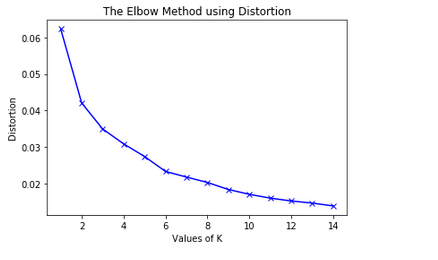 The Elbow Method using Distortion
0.06
0.05
0.04
0.03
0.02
Distortion
2 4 6 8 10 12 14
Values of K